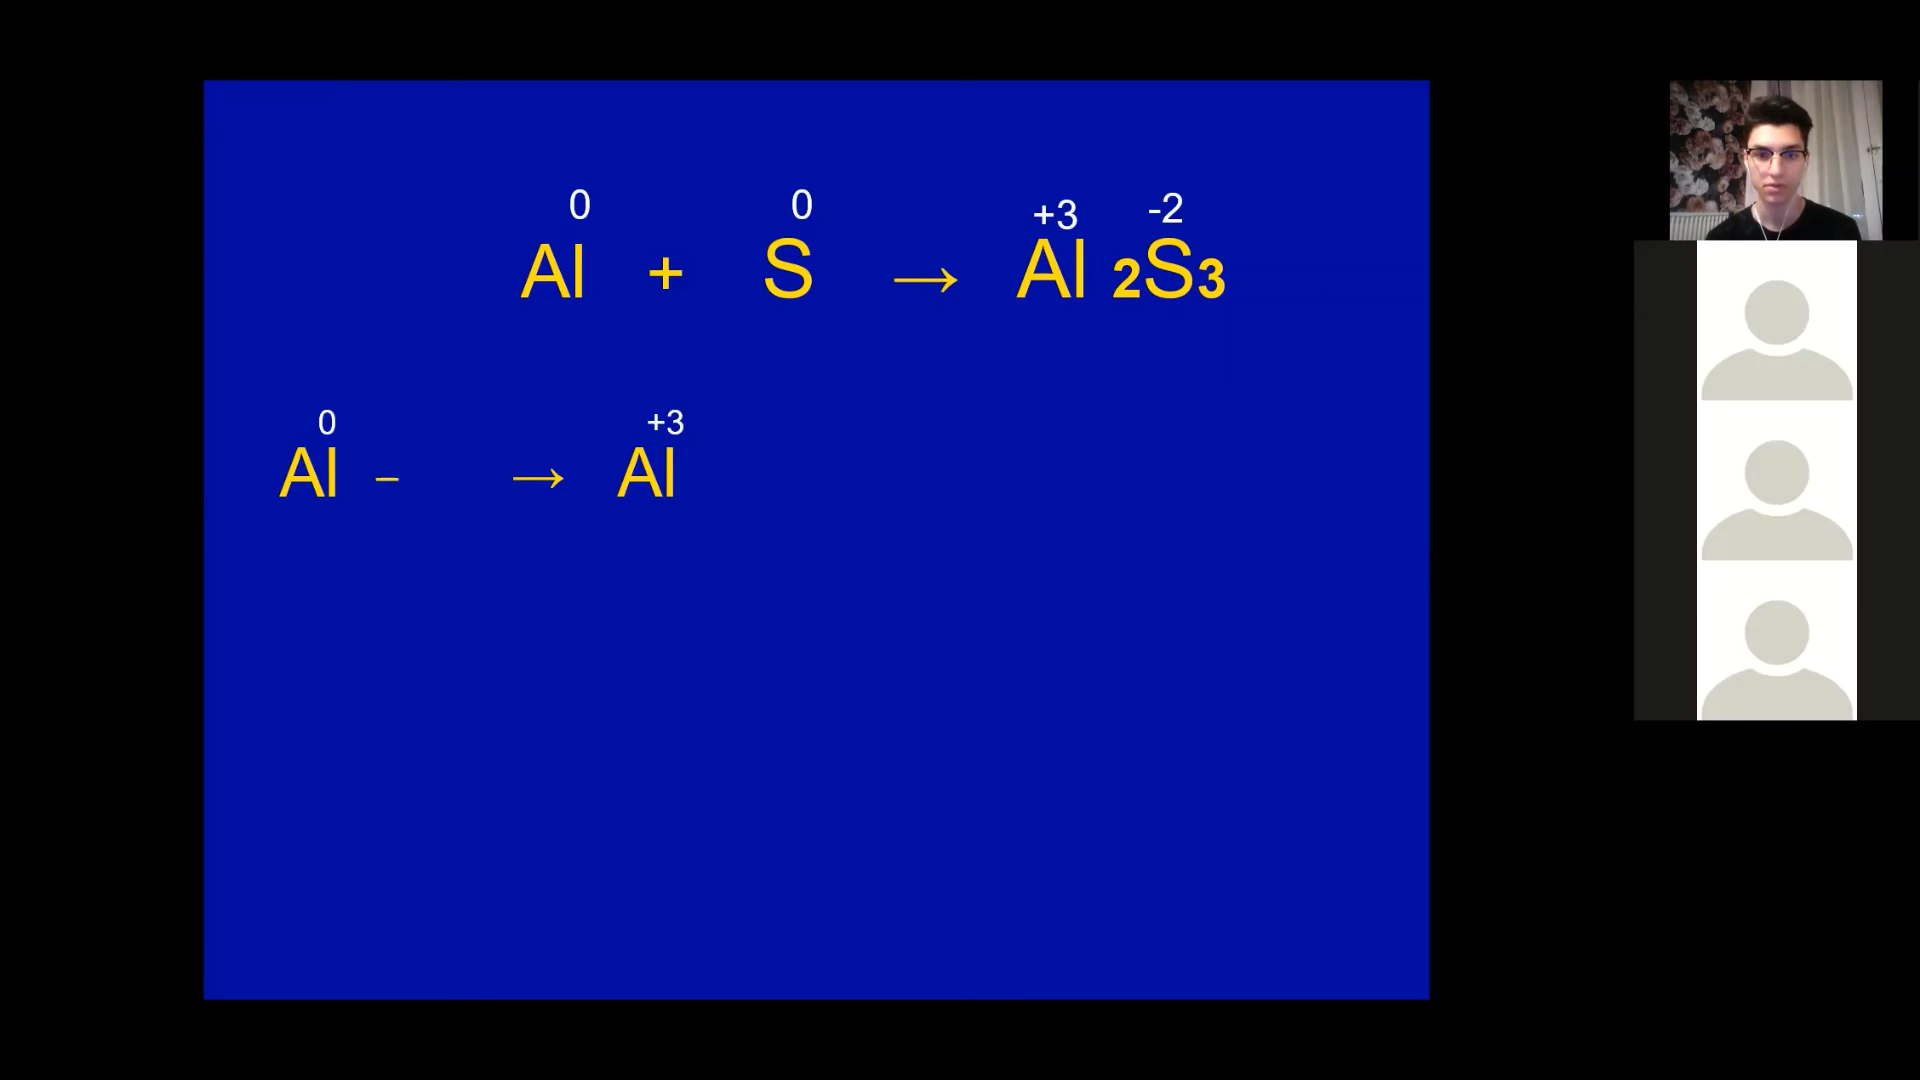 0 0 +3 -2
Al + S → Al 2S3
0 +3
Al – → Al